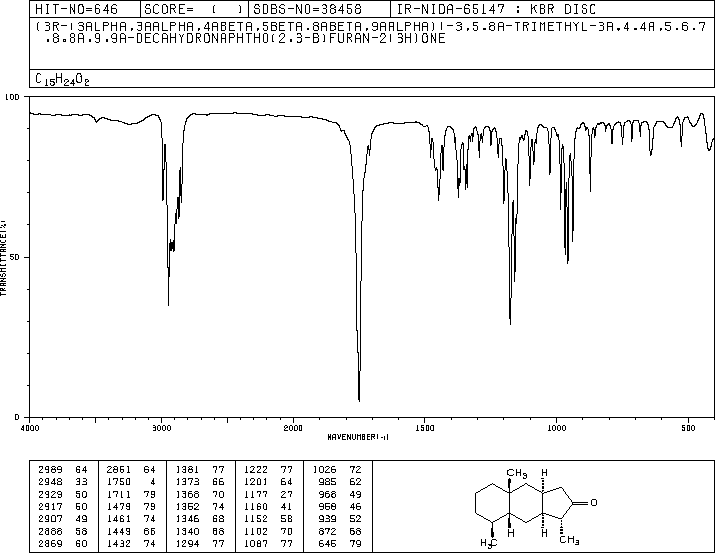 HIT-NO=646 SCORE= ( ) SDBS-NO=38458 IR-NIDA-65147 : KBR DISC
(3R-(3ALPHA,3AALPHA,4ABETA,5BETA,8ABETA,9AALPHA))-3,5,8A-TRIMETHYL-3A,4,4A,5,6,7
,8,8A,9,9A-DECAHYDRONAPHTHO(2,3-B)FURAN-2(3H)ONE
C15H24O2
100
50
0
TRANSMITTANCE(%)
4000 3000 2000 1500 1000 500
WAVENUMBER(-1)
2989 64 2861 64 1381 77 1222 77 1026 72
2948 33 1750 4 1373 66 1201 64 985 62
2929 50 1711 79 1368 70 1177 27 968 49
2917 50 1479 79 1352 74 1160 41 958 46
2907 49 1461 74 1346 68 1152 58 939 52
2888 58 1449 66 1340 68 1102 70 872 68
2869 60 1432 74 1294 77 1087 77 645 79
CH3 H
O
H3C H H CH3